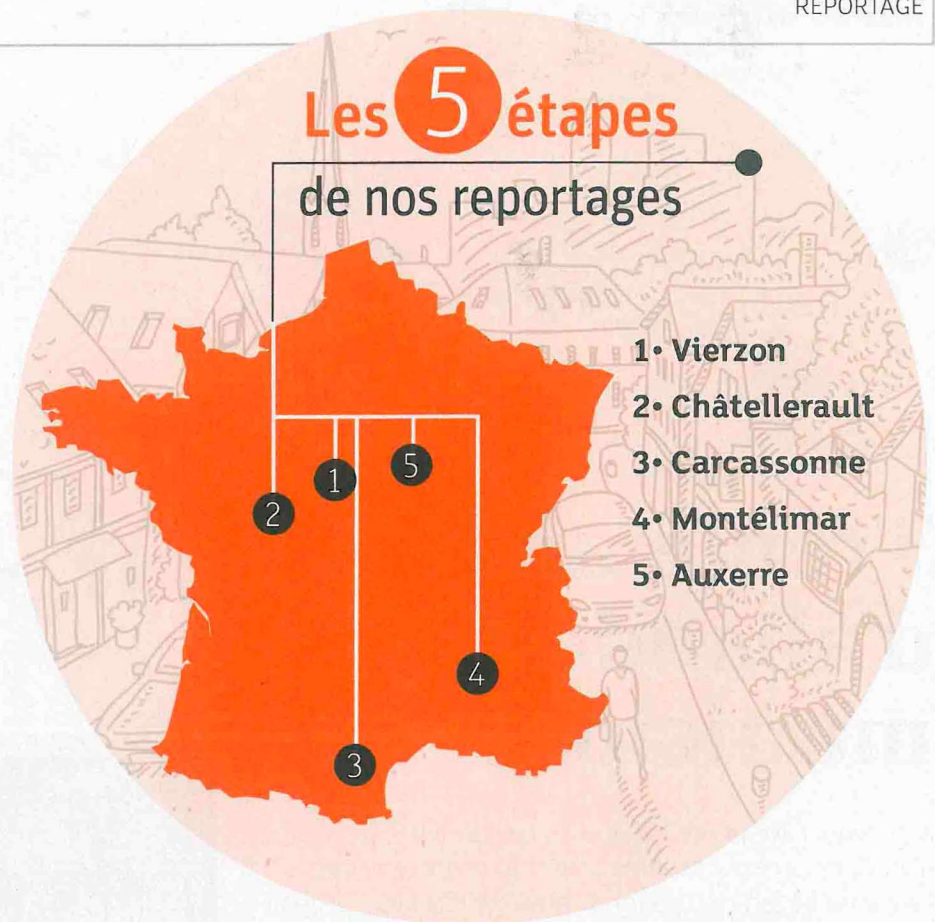 REPORTAGE
Les 5 étapes
de nos reportages
1• Vierzon
2• Châtellerault
3• Carcassonne
4• Montélimar
5• Auxerre
1
5
2
4
3